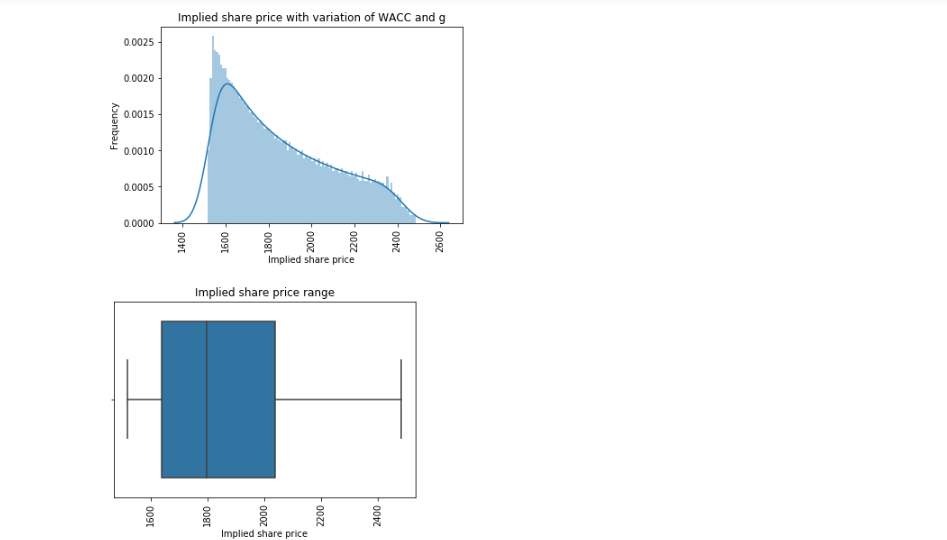 Implied share price with variation of WACC and g
0.0025
0.0020
0.0015
0.0010
0.0005
0.0000
Frequency
1400 1600 1800 2000 2200 2400 2600
Implied share price
Implied share price range
1600 1800 2000 2200 2400
Implied share price